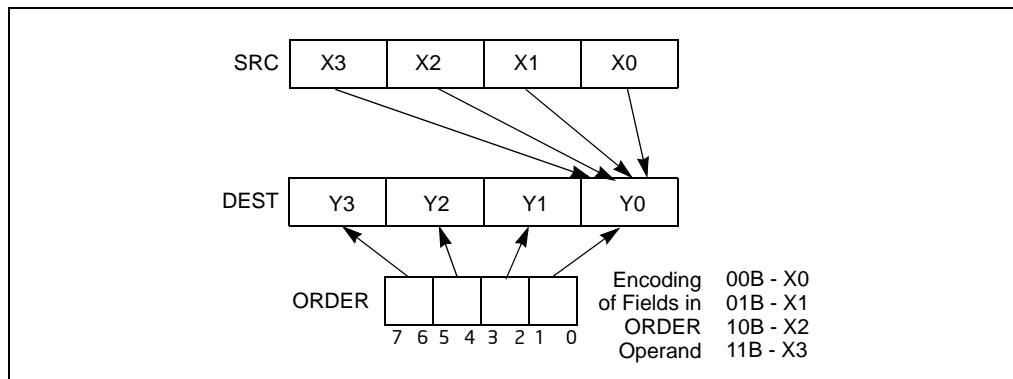 SRC X3 X2 X1 X0
DEST Y3 Y2 Y1 Y0
ORDER
7 6 5 4 3 2 1 0
Encoding 00B - X0
of Fields in 01B - X1
ORDER 10B - X2
Operand 11B - X3